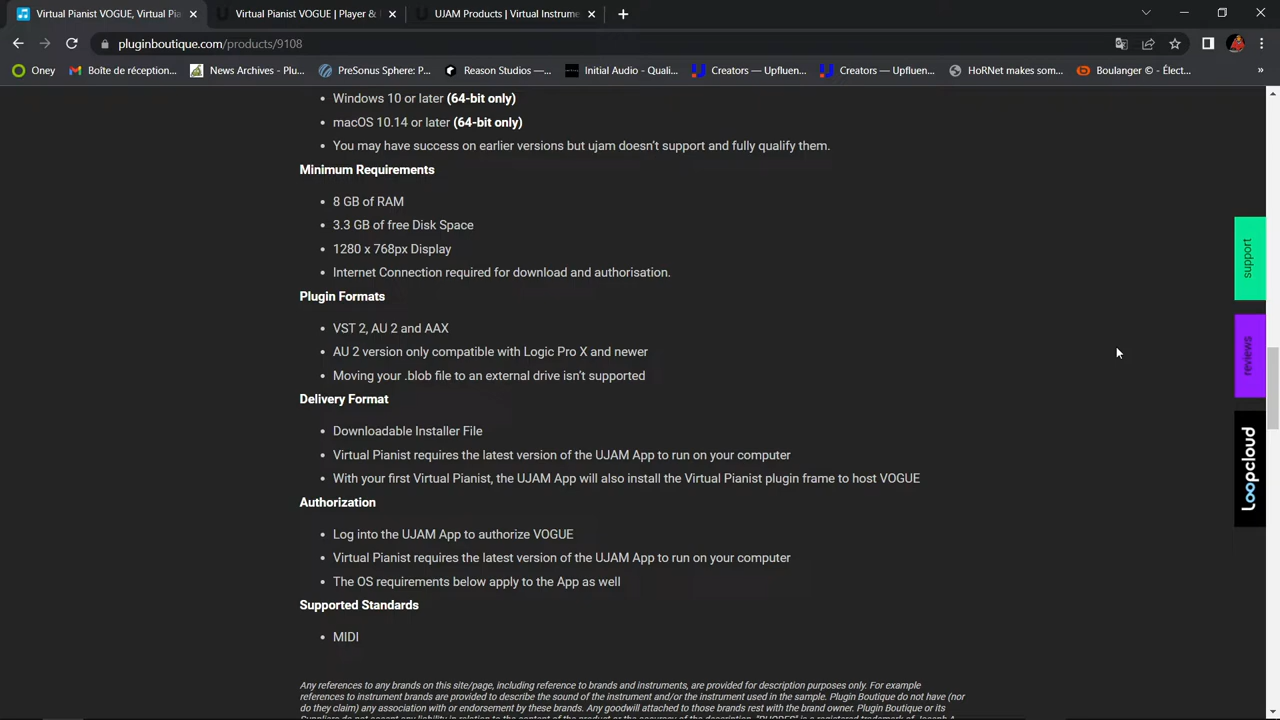 Virtual Pianist VOGUE, Virtual Pia
Virtual Pianist VOGUE | Player &
UJAM Products | Virtual Instrume
pluginboutique.com/products/9108
Oney
Boîte de réception...
News Archives - Plu...
PreSonus Sphere: P...
Reason Studios —...
Initial Audio - Quali...
Creators — Upfluen...
Creators — Upfluen...
HoRNet makes som...
Boulanger © - Élect...
»
• Windows 10 or later (64-bit only)
• macOS 10.14 or later (64-bit only)
• You may have success on earlier versions but ujam doesn't support and fully qualify them.
Minimum Requirements
• 8 GB of RAM
• 3.3 GB of free Disk Space
• 1280 x 768px Display
• Internet Connection required for download and authorisation.
Plugin Formats
• VST 2, AU 2 and AAX
• AU 2 version only compatible with Logic Pro X and newer
• Moving your .blob file to an external drive isn't supported
Delivery Format
• Downloadable Installer File
• Virtual Pianist requires the latest version of the UJAM App to run on your computer
• With your first Virtual Pianist, the UJAM App will also install the Virtual Pianist plugin frame to host VOGUE
Authorization
• Log into the UJAM App to authorize VOGUE
• Virtual Pianist requires the latest version of the UJAM App to run on your computer
• The OS requirements below apply to the App as well
Supported Standards
• MIDI
Any references to any brands on this site/page, including reference to brands and instruments, are provided for description purposes only. For example
references to instrument brands are provided to describe the sound of the instrument and/or the instrument used in the sample. Plugin Boutique do not have (nor
do they claim) any association with or endorsement by these brands. Any goodwill attached to those brands rest with the brand owner. Plugin Boutique or its
support
reviews
loopcloud